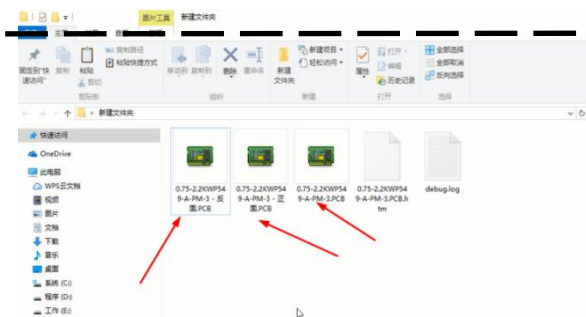 图片工具 新建文件夹
固定到"快速访问"
复制
粘贴
复制路径
粘贴快捷方式
剪切
移动到 复制到
删除 重命名
新建文件夹
新建项目
轻松访问
属性
打开
编辑
历史记录
全部选择
全部取消
反向选择
剪贴板
组织
新建
打开
选择
新建文件夹
快速访问
OneDrive
此电脑
WPS云文档
视频
图片
文档
下载
音乐
桌面
系统 (C:)
程序 (D:)
工作 (E:)
0.75-2.2KWP54
9-A-PM-3 - 反
面.PCB
0.75-2.2KWP54
9-A-PM-3 - 正
面.PCB
0.75-2.2KWP54
9-A-PM-3.PCB
0.75-2.2KWP54
9-A-PM-3.PCB.h
tm
debug.log